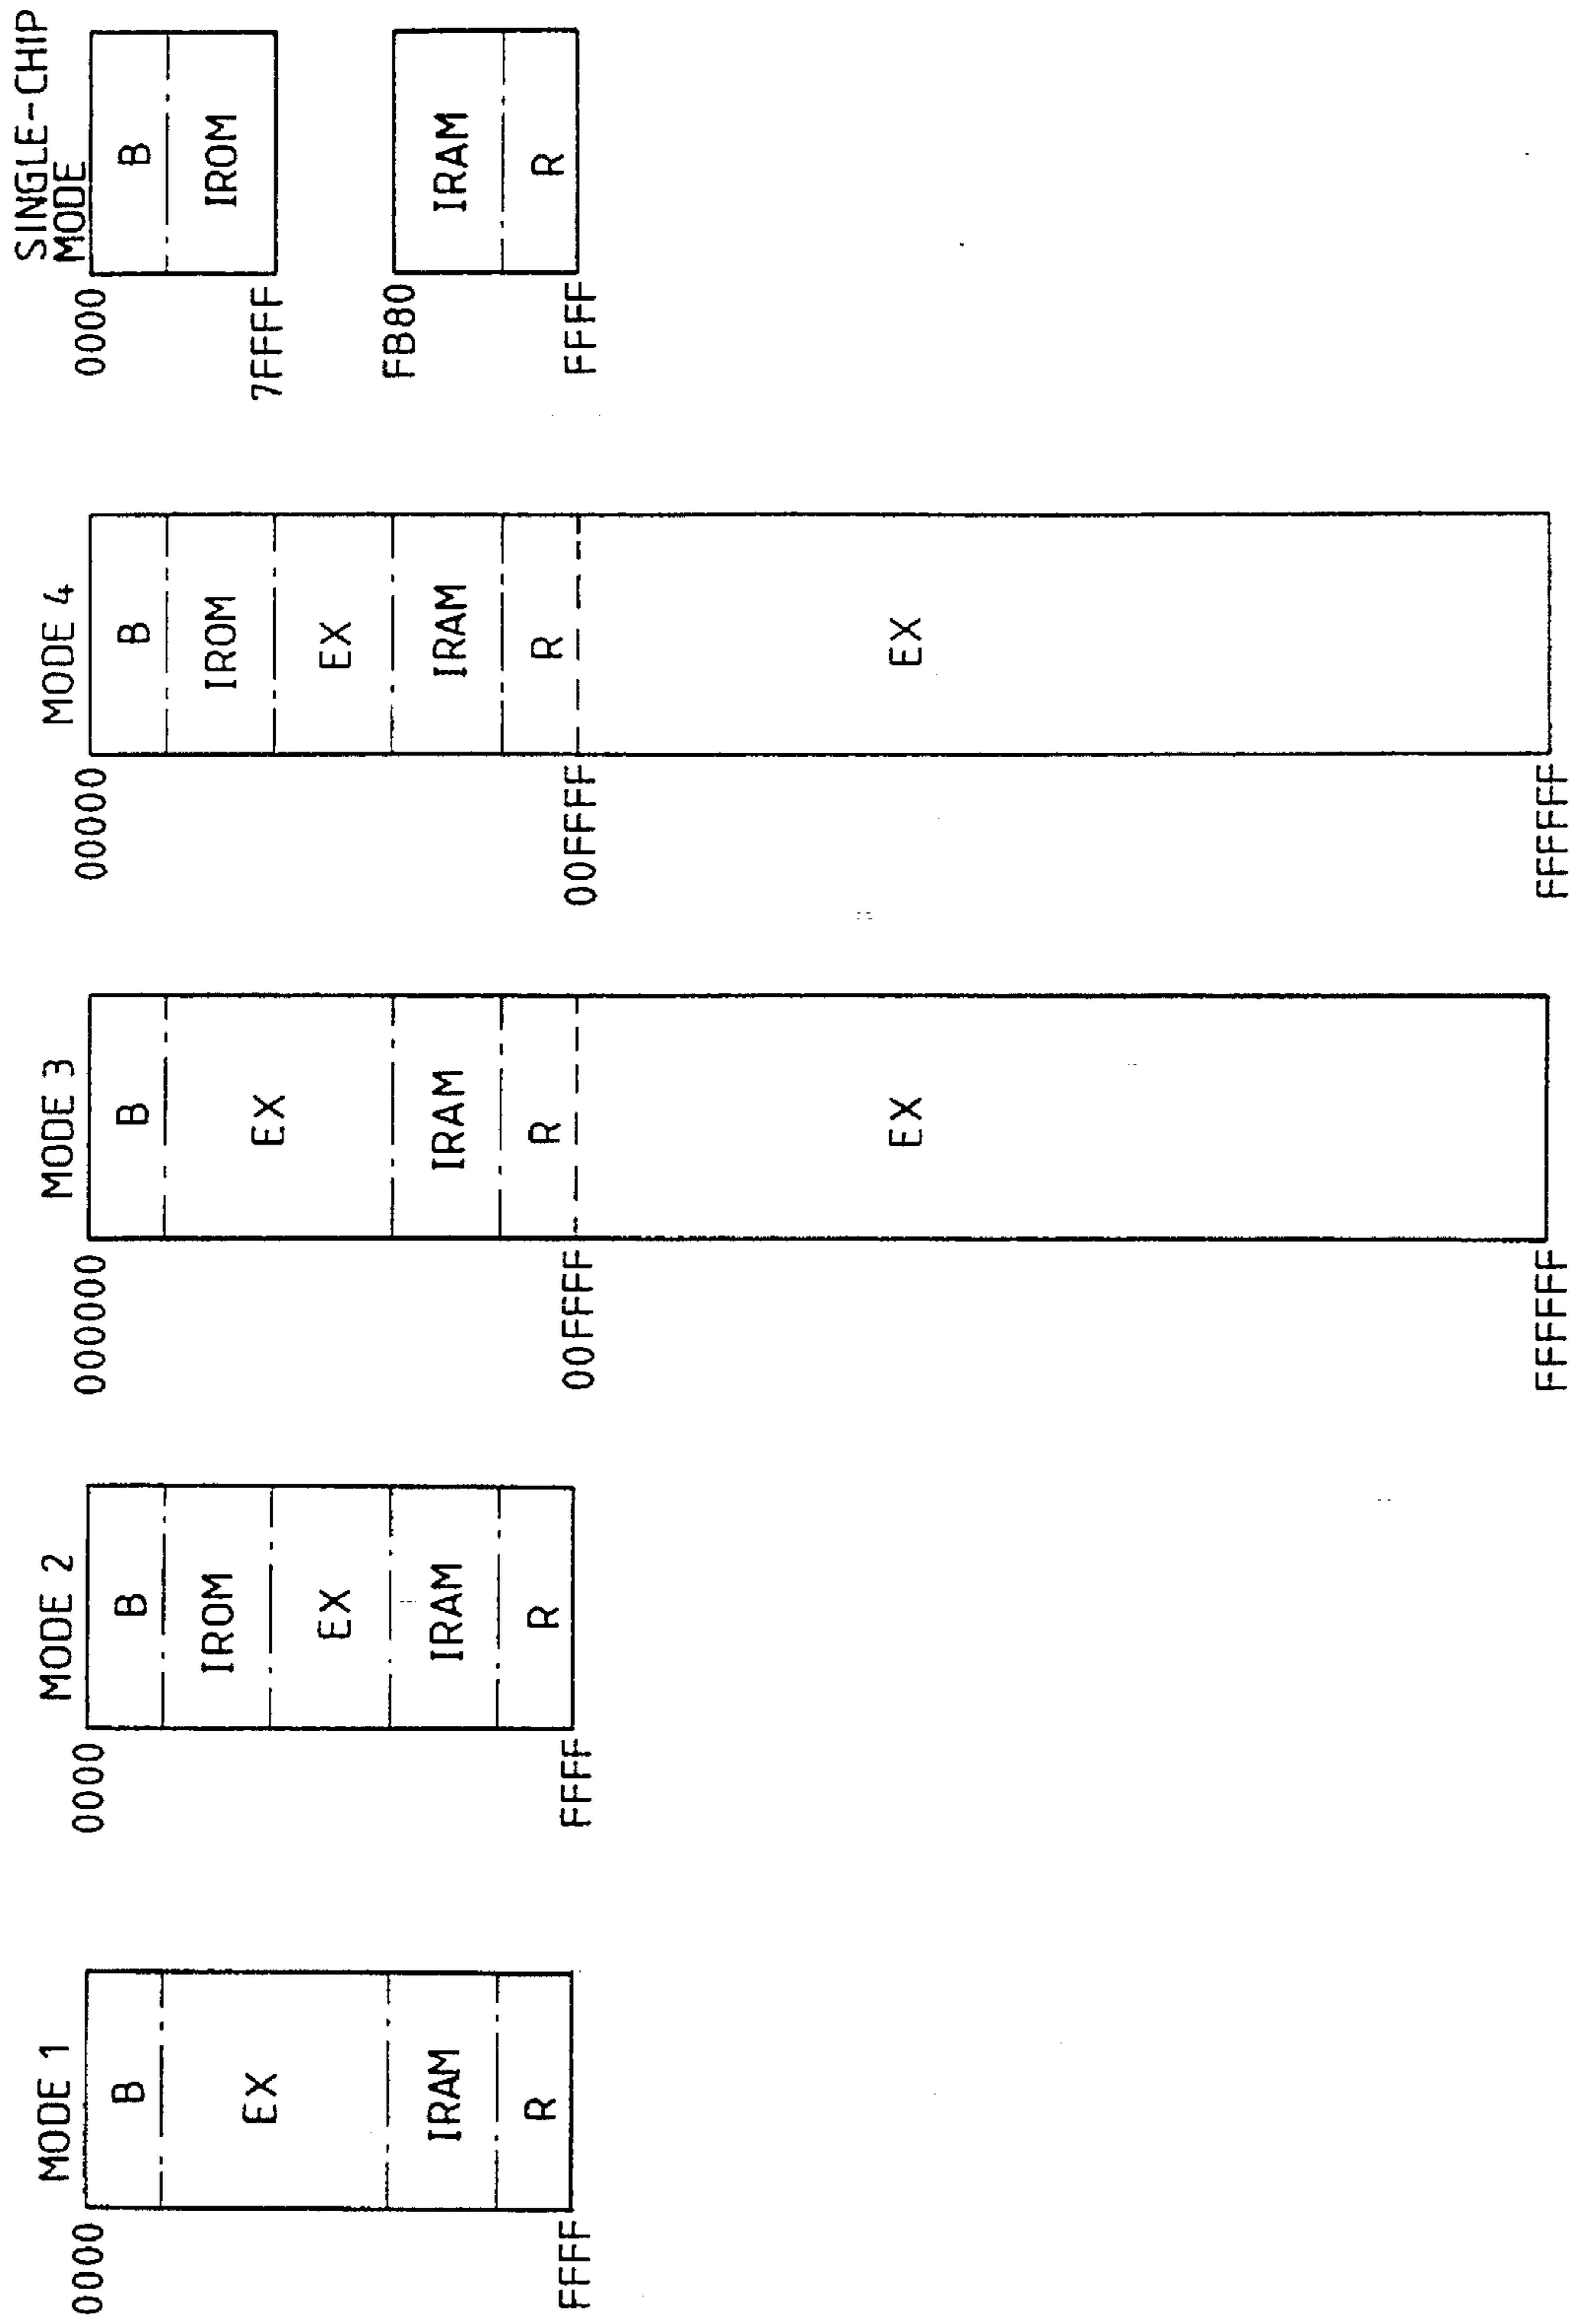 MODE 1
0000
B
EX
IRAM
R
FFFF
MODE 2
0000
B
IROM
EX
IRAM
R
FFFF
MODE 3
000000
B
EX
IRAM
R
00FFFF
EX
FFFFFF
MODE 4
00000
B
IROM
EX
IRAM
R
00FFFF
EX
FFFFFF
SINGLE-CHIP
MODE
0000
B
IROM
7FFFF
FB80
IRAM
R
FFFF